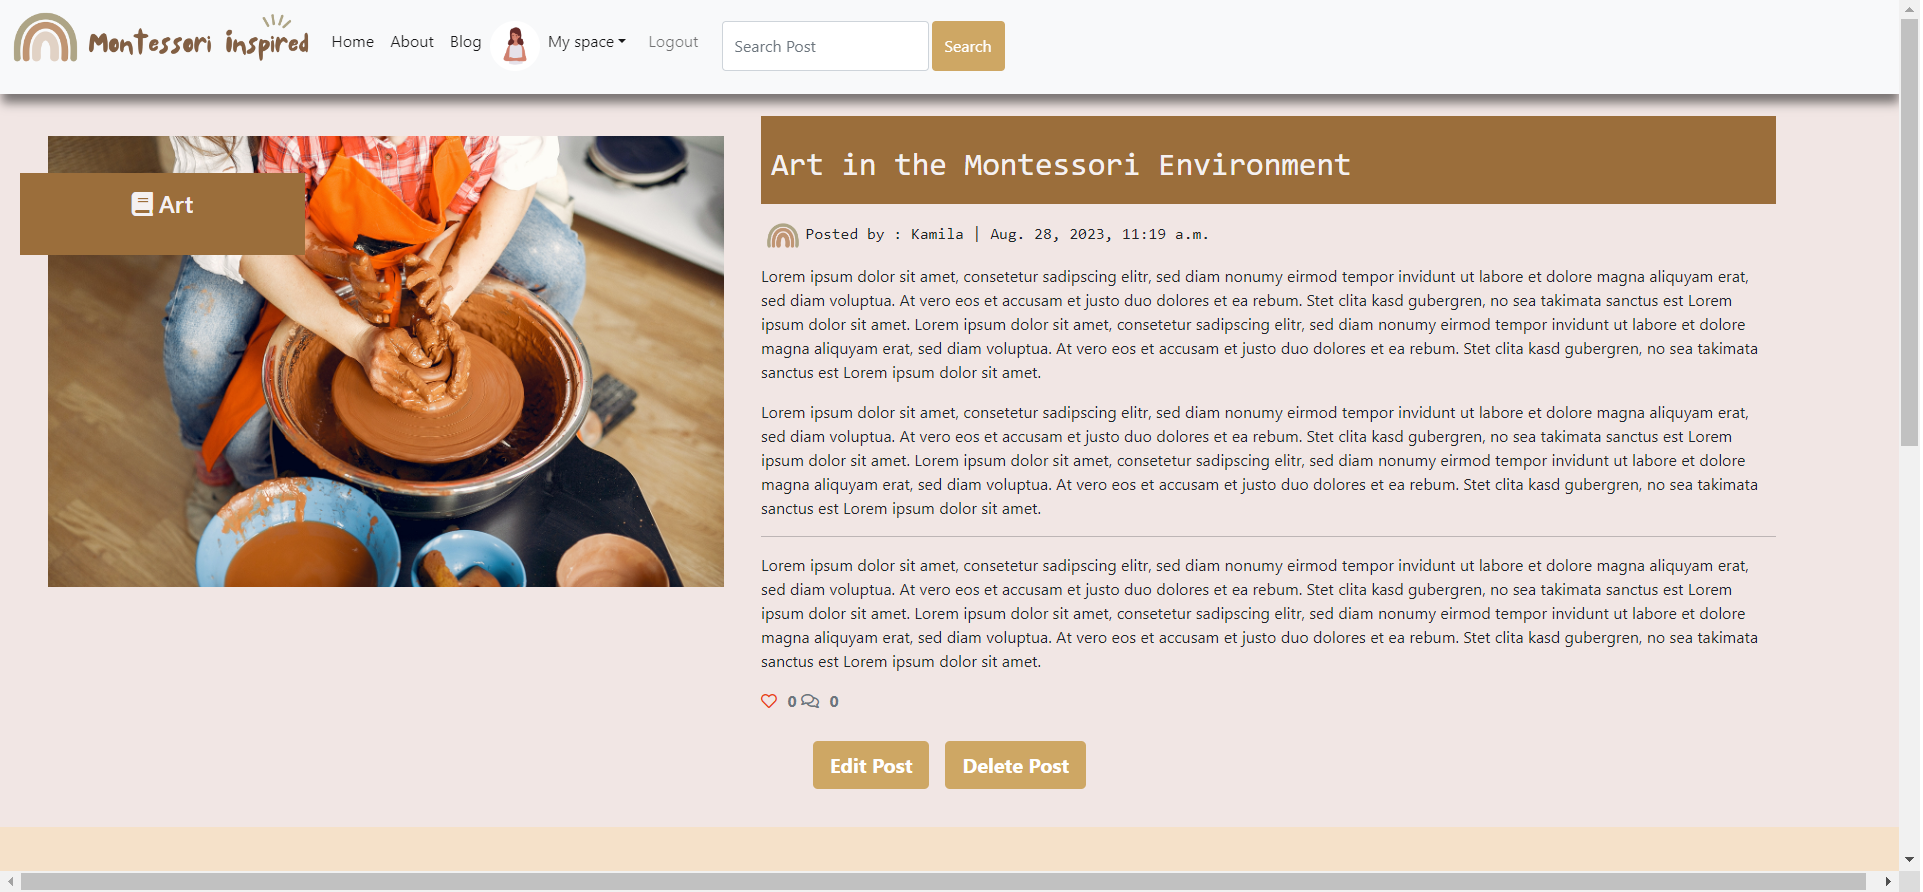 Montessori inspired
Home About Blog My space Logout Search Post Search
Art
Art in the Montessori Environment
Posted by : Kamila | Aug. 28, 2023, 11:19 a.m.
Lorem ipsum dolor sit amet, consetetur sadipscing elitr, sed diam nonumy eirmod tempor invidunt ut labore et dolore magna aliquyam erat,
sed diam voluptua. At vero eos et accusam et justo duo dolores et ea rebum. Stet clita kasd gubergren, no sea takimata sanctus est Lorem
ipsum dolor sit amet. Lorem ipsum dolor sit amet, consetetur sadipscing elitr, sed diam nonumy eirmod tempor invidunt ut labore et dolore
magna aliquyam erat, sed diam voluptua. At vero eos et accusam et justo duo dolores et ea rebum. Stet clita kasd gubergren, no sea takimata
sanctus est Lorem ipsum dolor sit amet.
Lorem ipsum dolor sit amet, consetetur sadipscing elitr, sed diam nonumy eirmod tempor invidunt ut labore et dolore magna aliquyam erat,
sed diam voluptua. At vero eos et accusam et justo duo dolores et ea rebum. Stet clita kasd gubergren, no sea takimata sanctus est Lorem
ipsum dolor sit amet. Lorem ipsum dolor sit amet, consetetur sadipscing elitr, sed diam nonumy eirmod tempor invidunt ut labore et dolore
magna aliquyam erat, sed diam voluptua. At vero eos et accusam et justo duo dolores et ea rebum. Stet clita kasd gubergren, no sea takimata
sanctus est Lorem ipsum dolor sit amet.
Lorem ipsum dolor sit amet, consetetur sadipscing elitr, sed diam nonumy eirmod tempor invidunt ut labore et dolore magna aliquyam erat,
sed diam voluptua. At vero eos et accusam et justo duo dolores et ea rebum. Stet clita kasd gubergren, no sea takimata sanctus est Lorem
ipsum dolor sit amet. Lorem ipsum dolor sit amet, consetetur sadipscing elitr, sed diam nonumy eirmod tempor invidunt ut labore et dolore
magna aliquyam erat, sed diam voluptua. At vero eos et accusam et justo duo dolores et ea rebum. Stet clita kasd gubergren, no sea takimata
sanctus est Lorem ipsum dolor sit amet.
0 0
Edit Post Delete Post